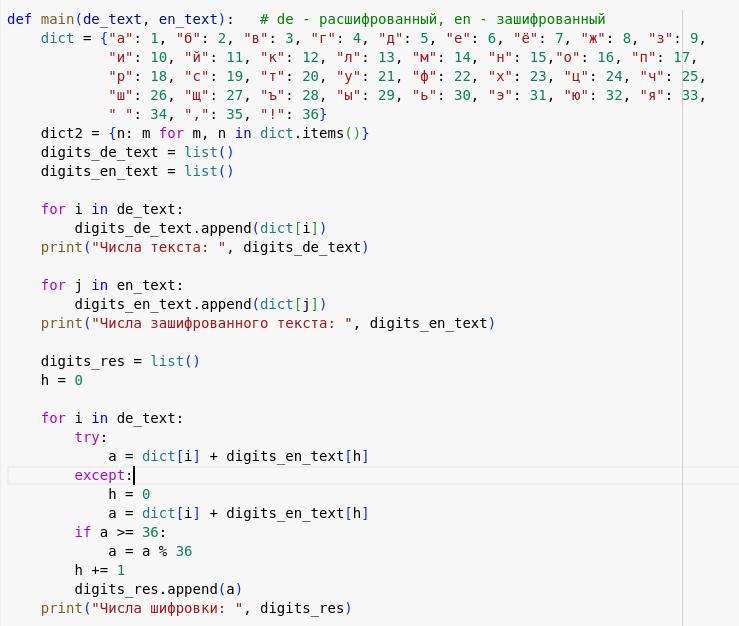 def main(de_text, en_text):   # de - расшифрованный, en - зашифрованный
    dict = {"а": 1, "б": 2, "в": 3, "г": 4, "д": 5, "е": 6, "ё": 7, "ж": 8, "з": 9,
            "и": 10, "й": 11, "к": 12, "л": 13, "м": 14, "н": 15,"о": 16, "п": 17,
            "р": 18, "с": 19, "т": 20, "у": 21, "ф": 22, "х": 23, "ц": 24, "ч": 25,
            "ш": 26, "щ": 27, "ъ": 28, "ы": 29, "ь": 30, "э": 31, "ю": 32, "я": 33,
            " ": 34, ",": 35, "!": 36}
    dict2 = {n: m for m, n in dict.items()}
    digits_de_text = list()
    digits_en_text = list()

    for i in de_text:
        digits_de_text.append(dict[i])
    print("Числа текста: ", digits_de_text)

    for j in en_text:
        digits_en_text.append(dict[j])
    print("Числа зашифрованного текста: ", digits_en_text)

    digits_res = list()
    h = 0

    for i in de_text:
        try:
            a = dict[i] + digits_en_text[h]
        except:
            h = 0
            a = dict[i] + digits_en_text[h]
        if a >= 36:
            a = a % 36
        h += 1
        digits_res.append(a)
    print("Числа шифровки: ", digits_res)